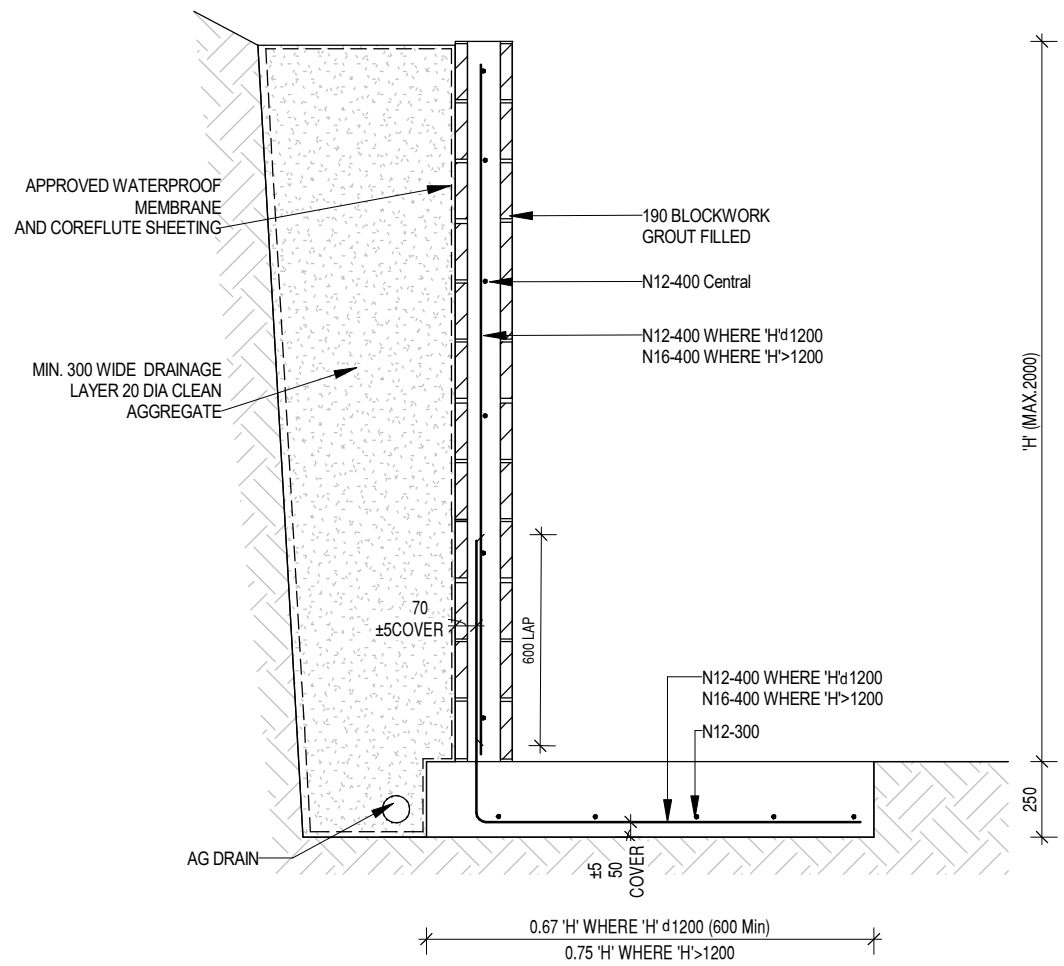 APPROVED WATERPROOF
MEMBRANE
AND COREFLUTE SHEETING
MIN. 300 WIDE DRAINAGE
LAYER 20 DIA CLEAN
AGGREGATE
AG DRAIN
190 BLOCKWORK
GROUT FILLED
N12-400 Central
N12-400 WHERE 'H'd1200
N16-400 WHERE 'H'>1200
70
±5COVER
600 LAP
N12-400 WHERE 'H'd1200
N16-400 WHERE 'H'>1200
N12-300
±5
50
COVER
'H' (MAX.2000)
250
0.67 'H' WHERE 'H' d1200 (600 Min)
0.75 'H' WHERE 'H'>1200